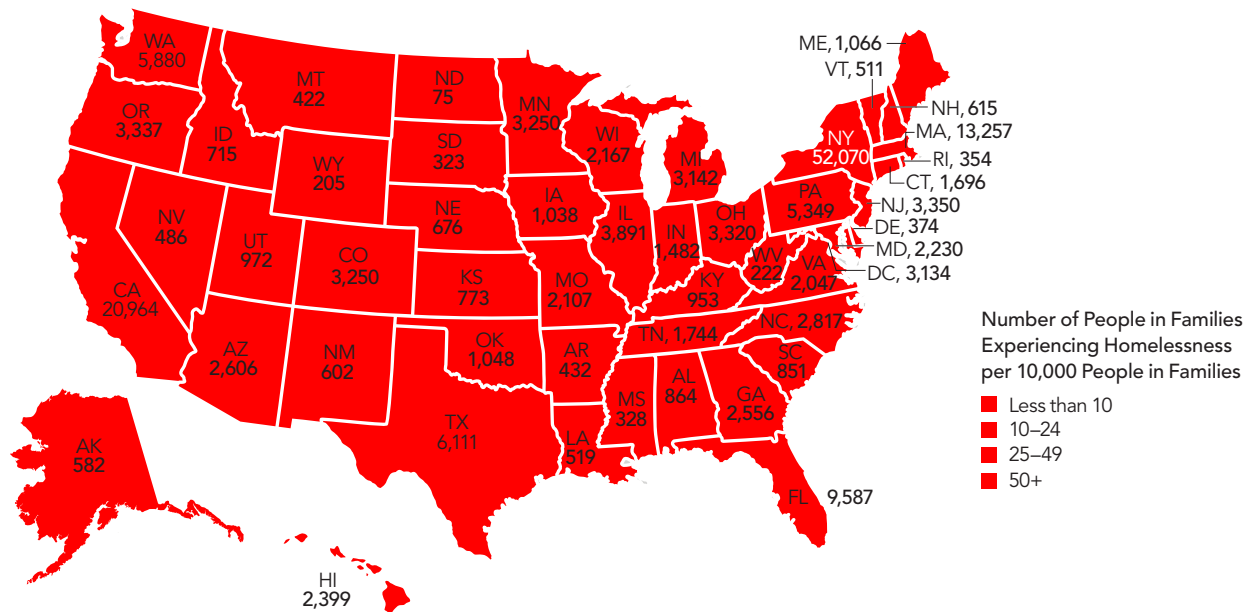 WA
5,880
OR
3,337
CA
20,964
NV
486
ID
715
MT
422
WY
205
UT
972
AZ
2,606
CO
3,250
NM
602
ND
75
SD
323
NE
676
KS
773
OK
1,048
TX
6,111
MN
3,250
IA
1,038
MO
2,107
AR
432
LA
519
WI
2,167
IL
3,891
MI
3,142
IN
1,482
OH
3,320
KY
953
TN, 1,744
MS
328
AL
864
GA
2,556
FL 9,587
SC
851
NC, 2,817
VA
2,047
WV
222
PA
5,349
NY
52,070
ME, 1,066
VT, 511
NH, 615
MA, 13,257
RI, 354
CT, 1,696
NJ, 3,350
DE, 374
MD, 2,230
DC, 3,134
AK
582
HI
2,399
Number of People in Families
Experiencing Homelessness
per 10,000 People in Families
Less than 10
10–24
25–49
50+